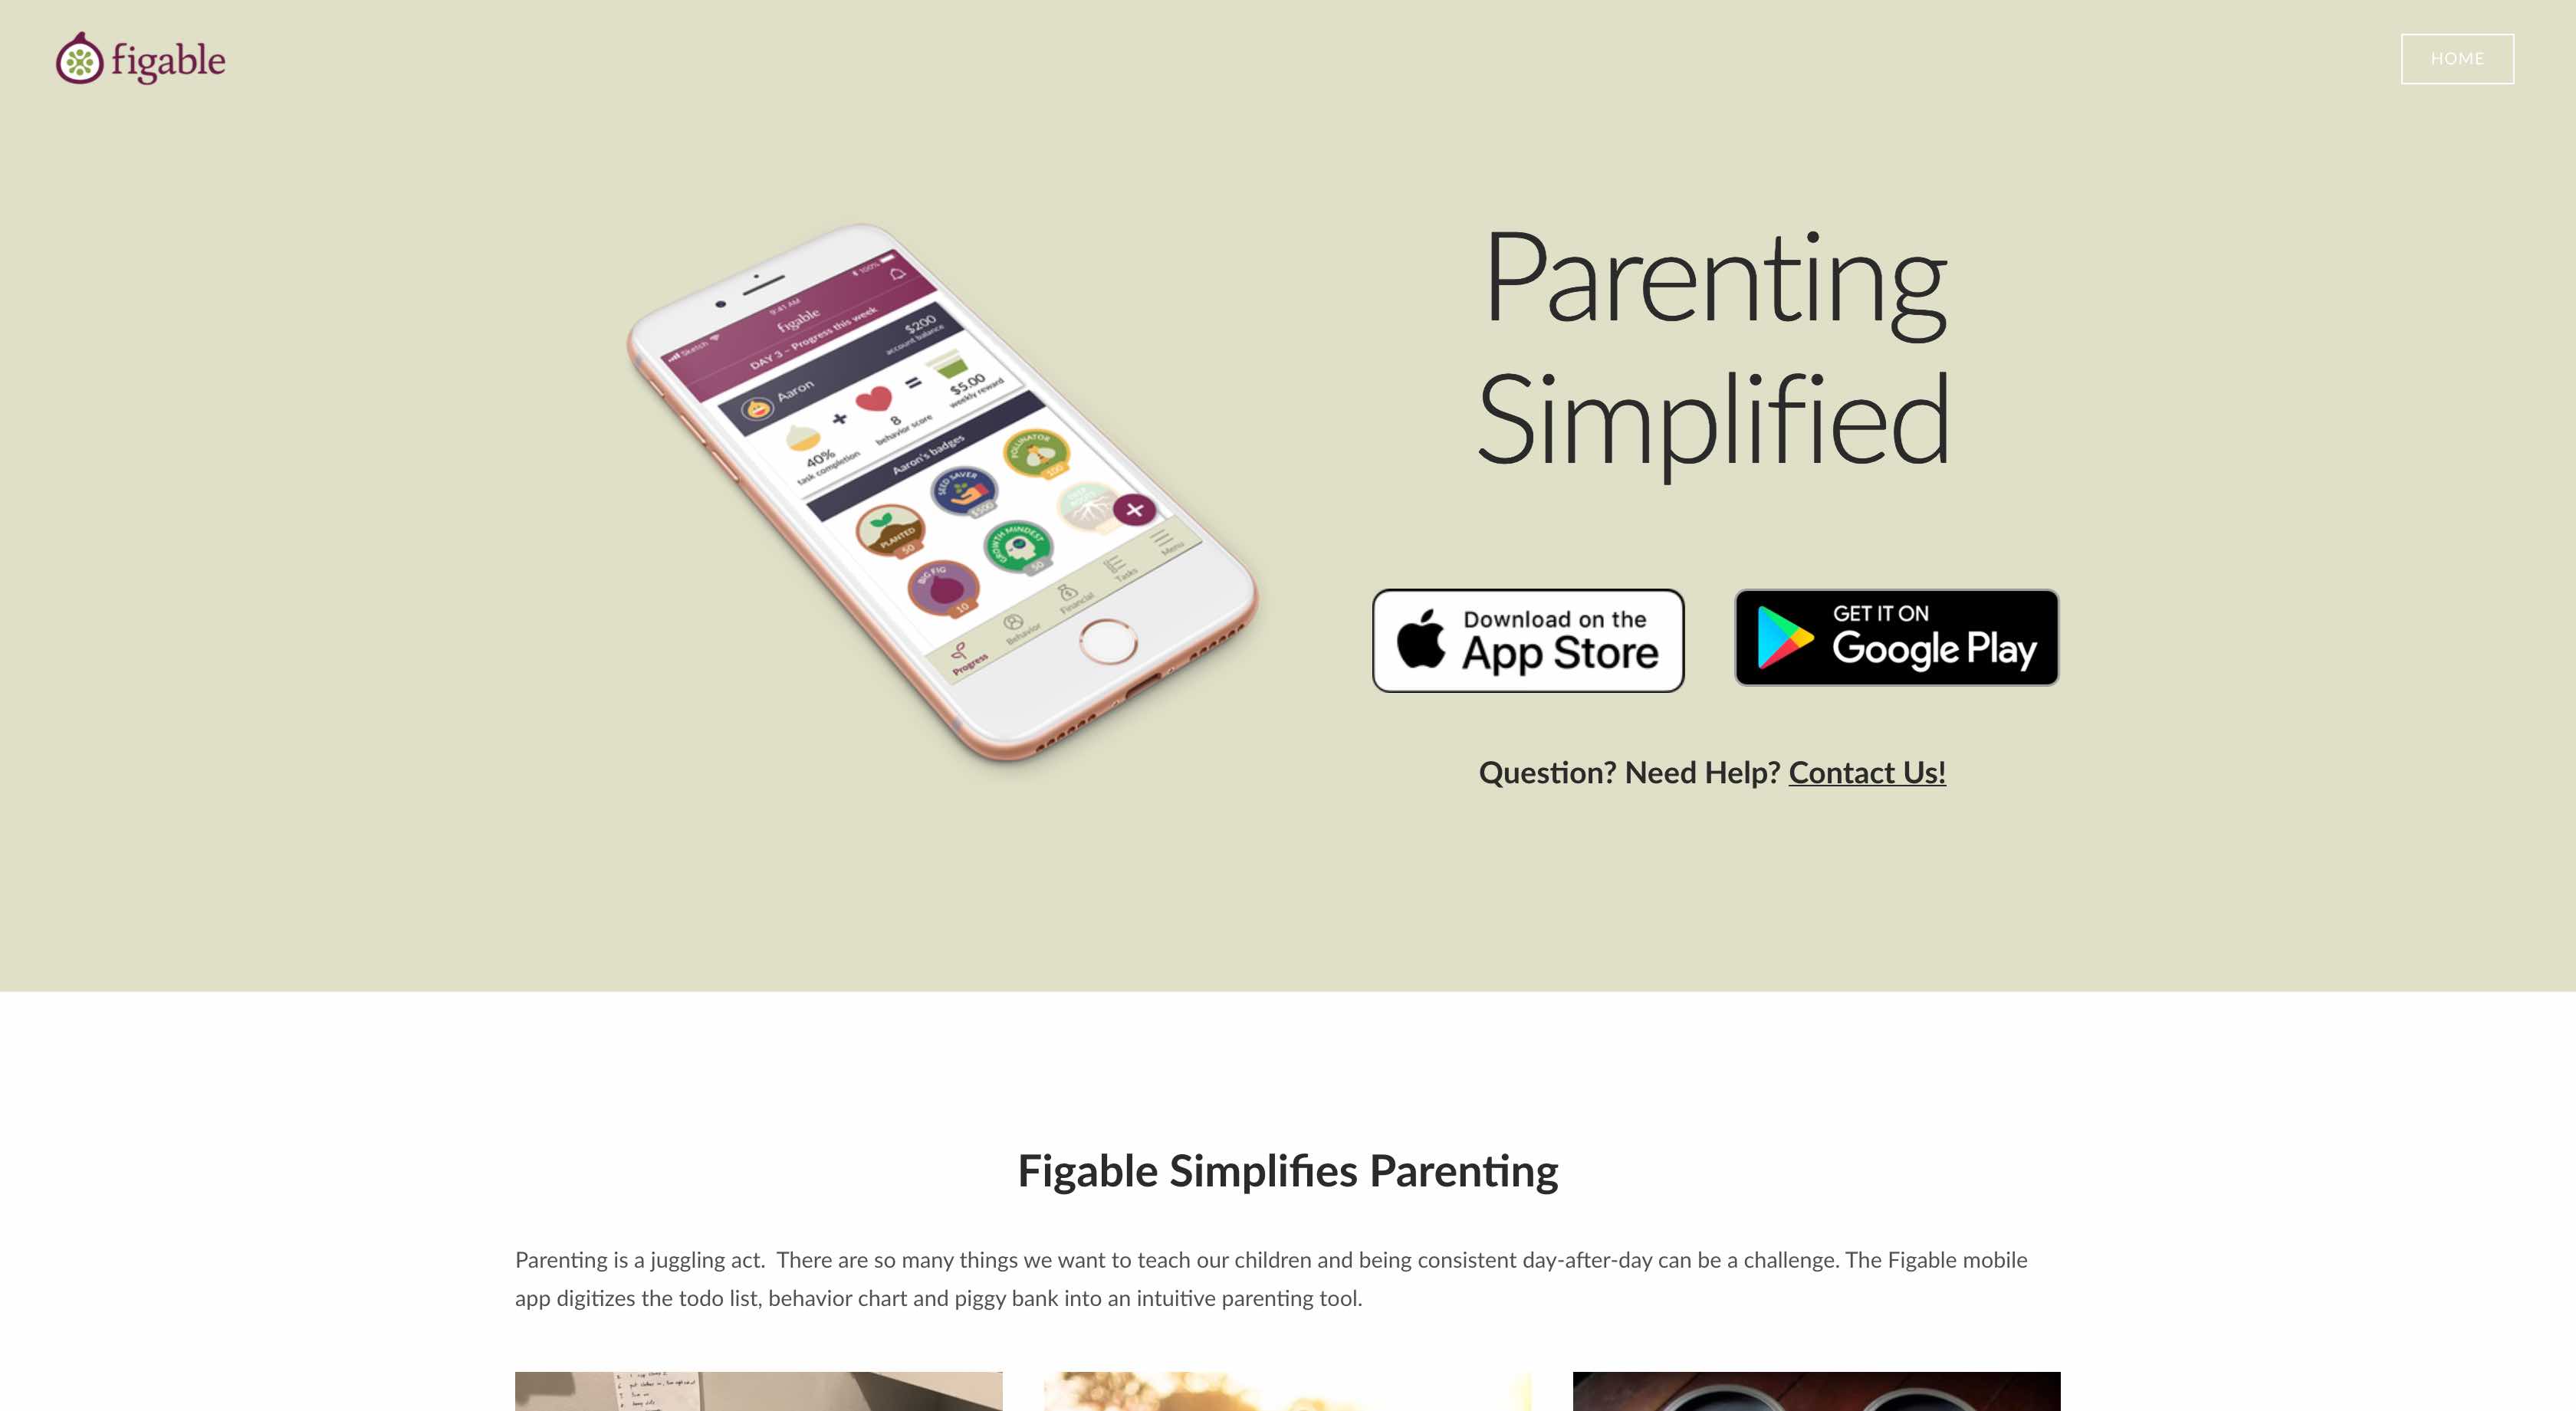 figable
HOME
Sketch
9:41 AM
100%
figable
DAY 3 – Progress this week
Aaron
$200
account balance
40%
task completion
+
8
behavior score
=
$5.00
weekly reward
Aaron's badges
PLANTED
50
SEED SAVER
$500
POLLINATOR
100
BIG FIG
10
GROWTH MINDEST
50
+
Progress
Behavior
Financial
Tasks
Menu
Parenting
Simplified
Download on the
App Store
GET IT ON
Google Play
Question? Need Help? Contact Us!
Figable Simplifies Parenting
Parenting is a juggling act.  There are so many things we want to teach our children and being consistent day-after-day can be a challenge. The Figable mobile
app digitizes the todo list, behavior chart and piggy bank into an intuitive parenting tool.